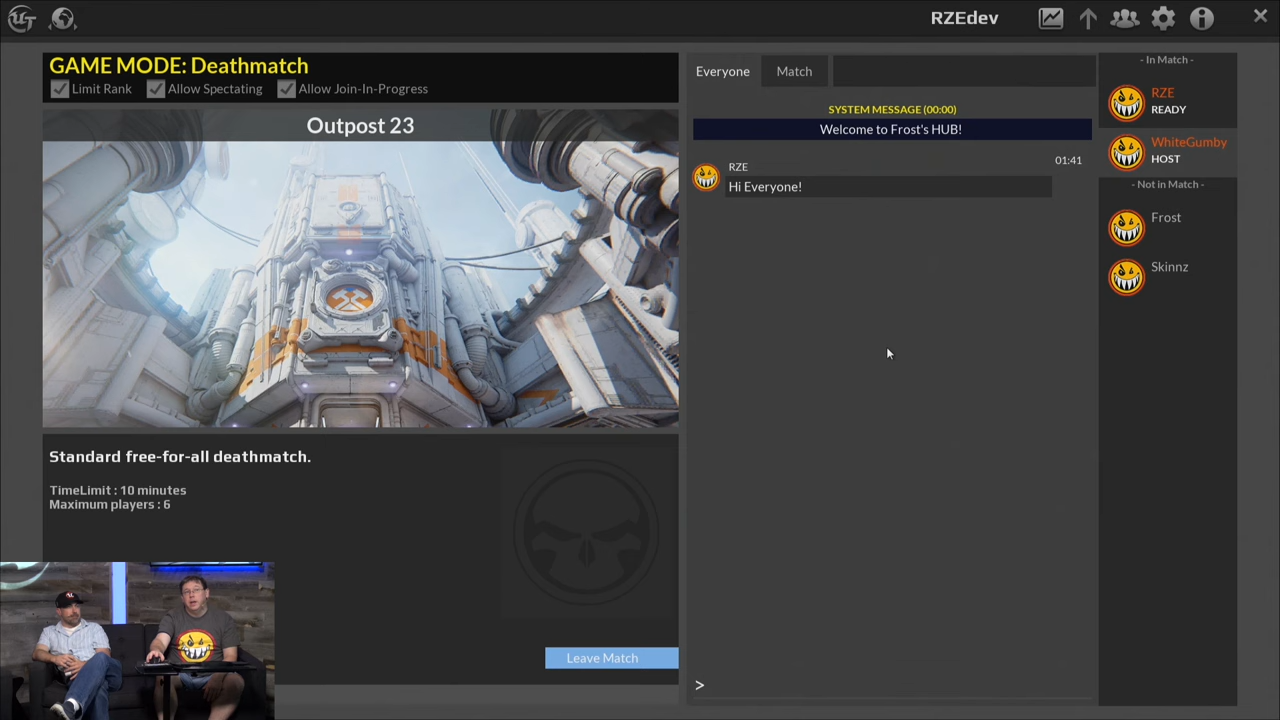 RZEdev
GAME MODE: Deathmatch
Limit Rank
Allow Spectating
Allow Join-In-Progress
Outpost 23
Standard free-for-all deathmatch.
TimeLimit : 10 minutes
Maximum players : 6
Leave Match
Everyone
Match
SYSTEM MESSAGE (00:00)
Welcome to Frost's HUB!
RZE
01:41
Hi Everyone!
>
- In Match -
RZE
READY
WhiteGumby
HOST
- Not in Match -
Frost
Skinnz